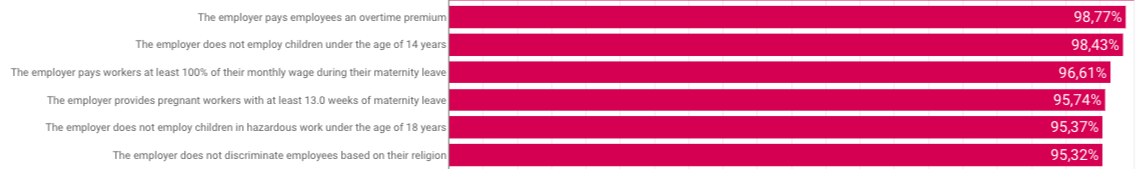 The employer pays employees an overtime premium 98,77%
The employer does not employ children under the age of 14 years 98,43%
The employer pays workers at least 100% of their monthly wage during their maternity leave 96,61%
The employer provides pregnant workers with at least 13.0 weeks of maternity leave 95,74%
The employer does not employ children in hazardous work under the age of 18 years 95,37%
The employer does not discriminate employees based on their religion 95,32%